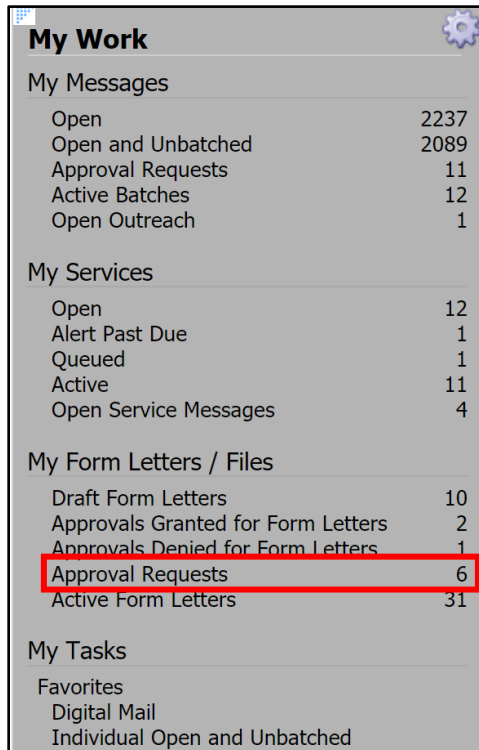 My Work
My Messages
Open 2237
Open and Unbatched 2089
Approval Requests 11
Active Batches 12
Open Outreach 1
My Services
Open 12
Alert Past Due 1
Queued 1
Active 11
Open Service Messages 4
My Form Letters / Files
Draft Form Letters 10
Approvals Granted for Form Letters 2
Approvals Denied for Form Letters 1
Approval Requests 6
Active Form Letters 31
My Tasks
Favorites
Digital Mail
Individual Open and Unbatched